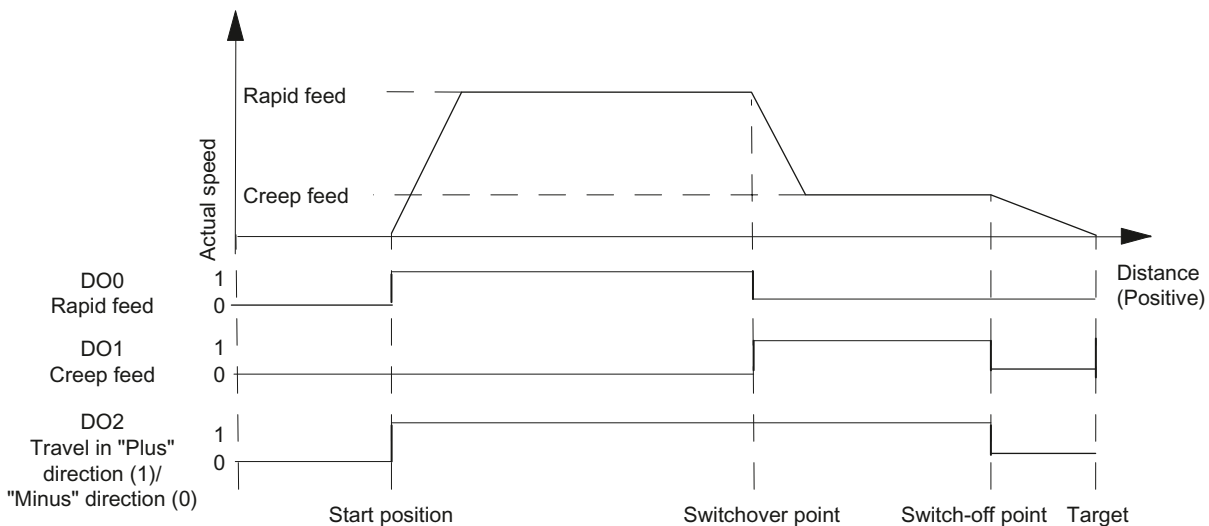 Actual speed
Rapid feed
Creep feed
Distance
(Positive)
DO0
Rapid feed
1
0
DO1
Creep feed
1
0
DO2
Travel in "Plus"
direction (1)/
"Minus" direction (0)
1
0
Start position
Switchover point
Switch-off point
Target